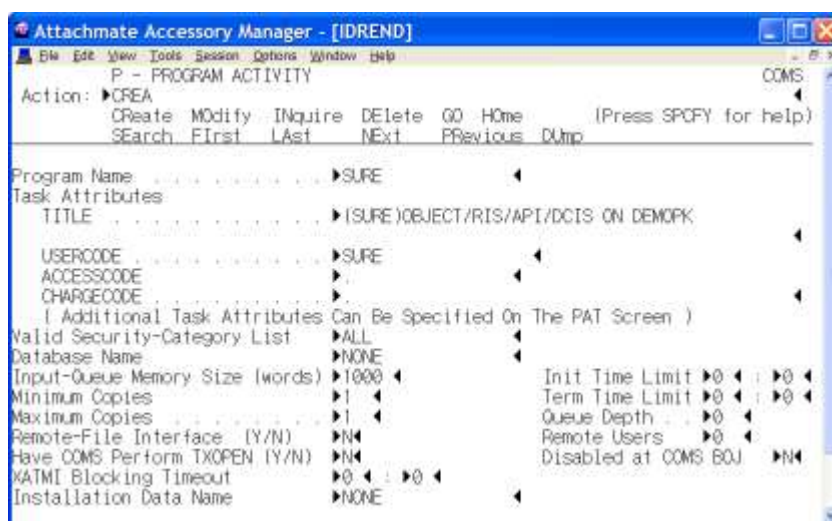 Attachmate Accessory Manager - [IDREND]
File Edit View Tools Session Options Window Help
P - PROGRAM ACTIVITY COMS
Action: ▶CREA ◀
CReate MOdify INquire DElete GO HOme (Press SPCFY for help)
SEarch FIrst LAst NExt PRevious DUmp
Program Name . . . . . . . . . . ▶SURE ◀
Task Attributes
TITLE . . . . . . . . . . . . ▶(SURE)OBJECT/RIS/API/DCIS ON DEMOPK
◀
USERCODE . . . . . . . . . . . ▶SURE ◀
ACCESSCODE . . . . . . . . . . ▶. ◀
CHARGECODE . . . . . . . . . . ▶. ◀
( Additional Task Attributes Can Be Specified On The PAT Screen )
Valid Security-Category List ▶ALL ◀
Database Name ▶NONE ◀
Input-Queue Memory Size (words) ▶1000 ◀ Init Time Limit ▶0 ◀ : ▶0 ◀
Minimum Copies ▶1 ◀ Term Time Limit ▶0 ◀ : ▶0 ◀
Maximum Copies . . . . . . . . ▶1 ◀ Queue Depth . . ▶0 ◀
Remote-File Interface (Y/N) ▶N◀ Remote Users ▶0 ◀
Have COMS Perform TXOPEN (Y/N) ▶N◀ Disabled at COMS BOJ ▶N◀
XATMI Blocking Timeout ▶0 ◀ : ▶0 ◀
Installation Data Name ▶NONE ◀